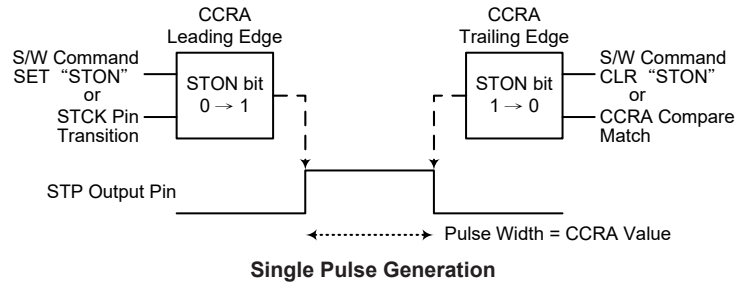 CCRA
Leading Edge
CCRA
Trailing Edge
S/W Command
SET “STON”
or
STCK Pin
Transition
STON bit
0 → 1
STON bit
1 → 0
S/W Command
CLR “STON”
or
CCRA Compare
Match
STP Output Pin
Pulse Width = CCRA Value
Single Pulse Generation